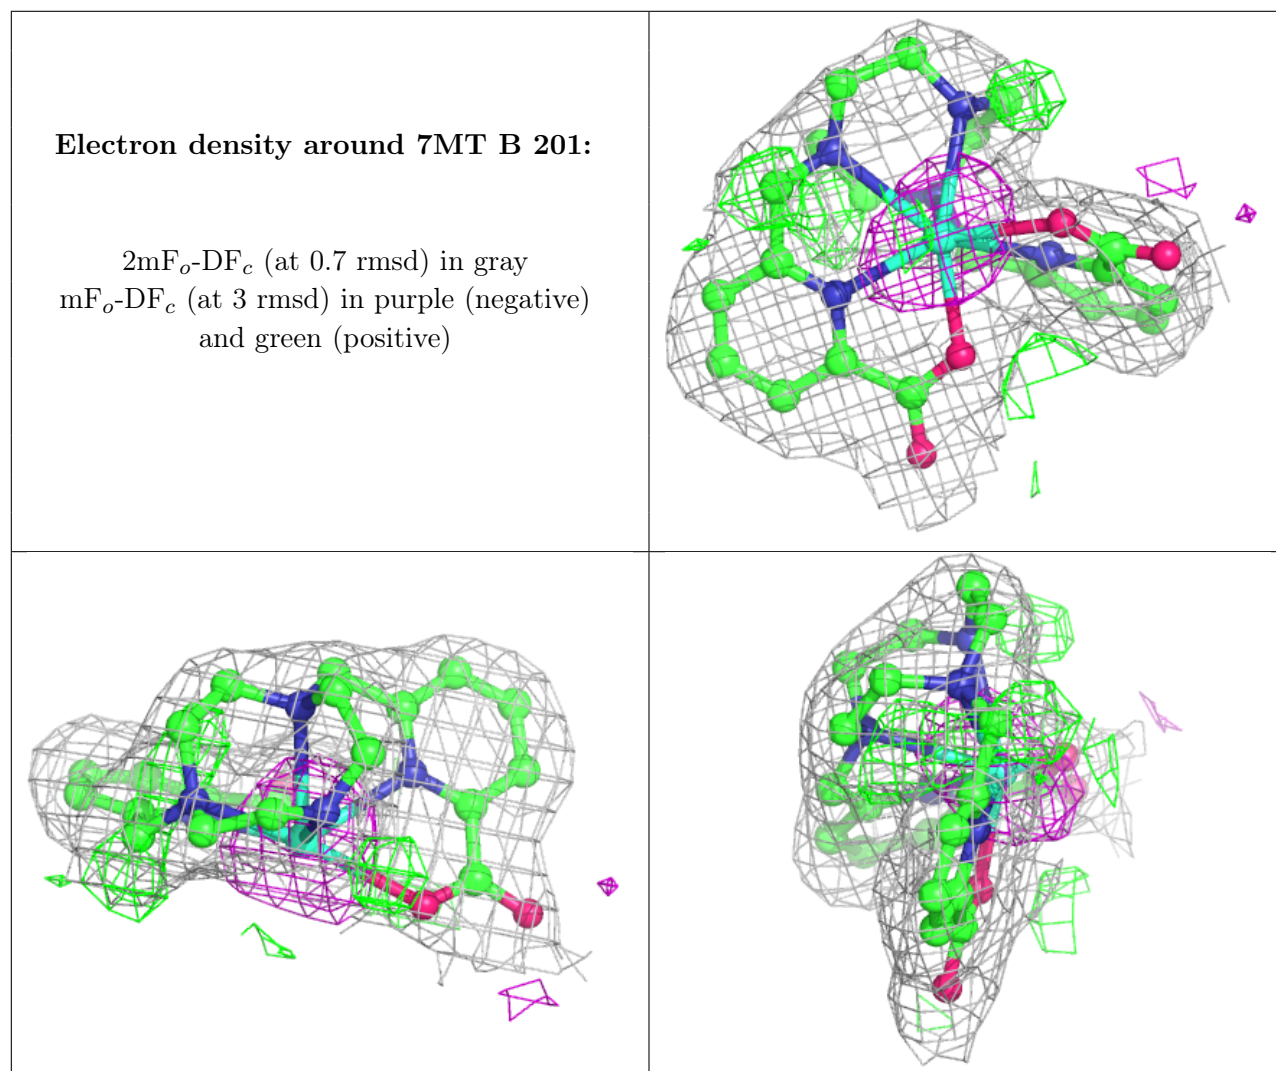 Electron density around 7MT B 201:
2mFo-DFc (at 0.7 rmsd) in gray
mFo-DFc (at 3 rmsd) in purple (negative)
and green (positive)